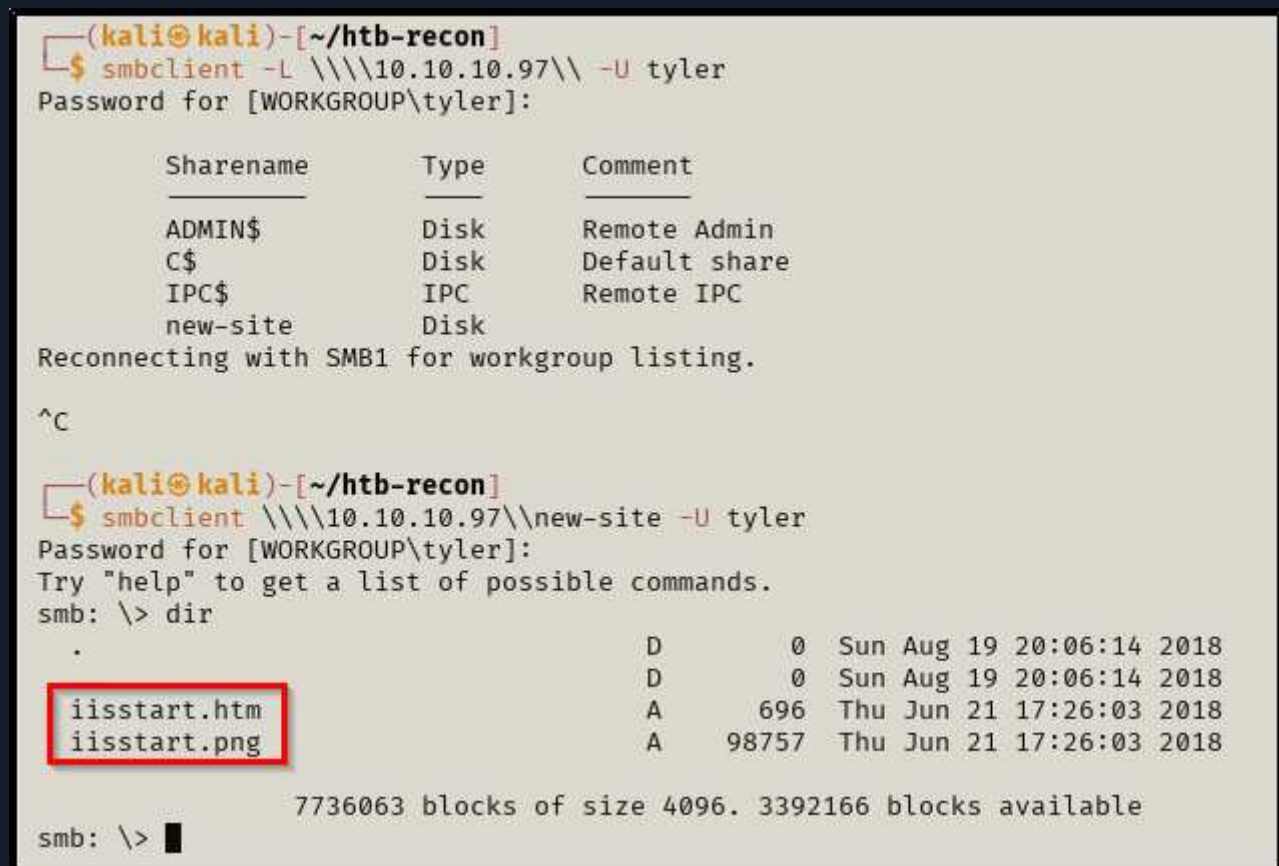 ┌──(kali㉿kali)-[~/htb-recon]
└─$ smbclient -L \\\\10.10.10.97\\ -U tyler
Password for [WORKGROUP\tyler]:
Sharename Type Comment
ADMIN$ Disk Remote Admin
C$ Disk Default share
IPC$ IPC Remote IPC
new-site Disk
Reconnecting with SMB1 for workgroup listing.
^C
┌──(kali㉿kali)-[~/htb-recon]
└─$ smbclient \\\\10.10.10.97\\new-site -U tyler
Password for [WORKGROUP\tyler]:
Try "help" to get a list of possible commands.
smb: \> dir
. D 0 Sun Aug 19 20:06:14 2018
D 0 Sun Aug 19 20:06:14 2018
iisstart.htm A 696 Thu Jun 21 17:26:03 2018
iisstart.png A 98757 Thu Jun 21 17:26:03 2018
7736063 blocks of size 4096. 3392166 blocks available
smb: \>